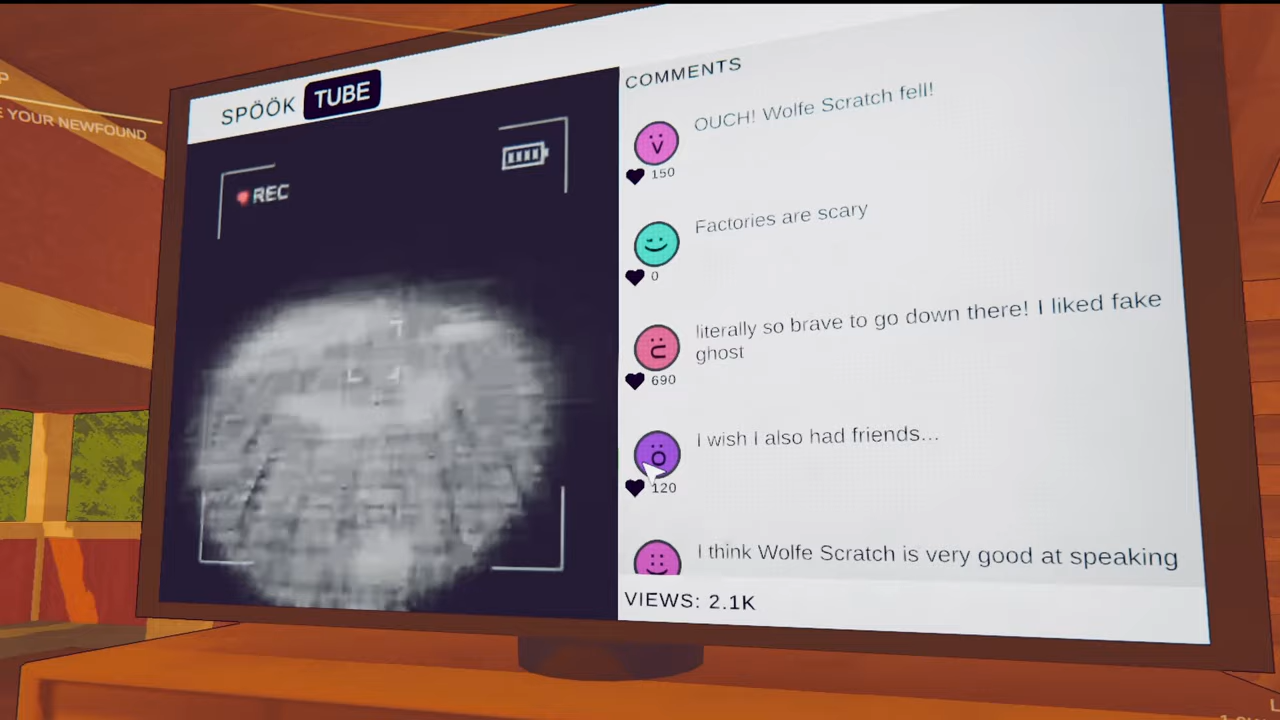 P
E YOUR NEWFOUND
SPÖÖK TUBE
REC
COMMENTS
OUCH! Wolfe Scratch fell!
150
Factories are scary
0
literally so brave to go down there! I liked fake
ghost
690
I wish I also had friends...
120
I think Wolfe Scratch is very good at speaking
VIEWS: 2.1K